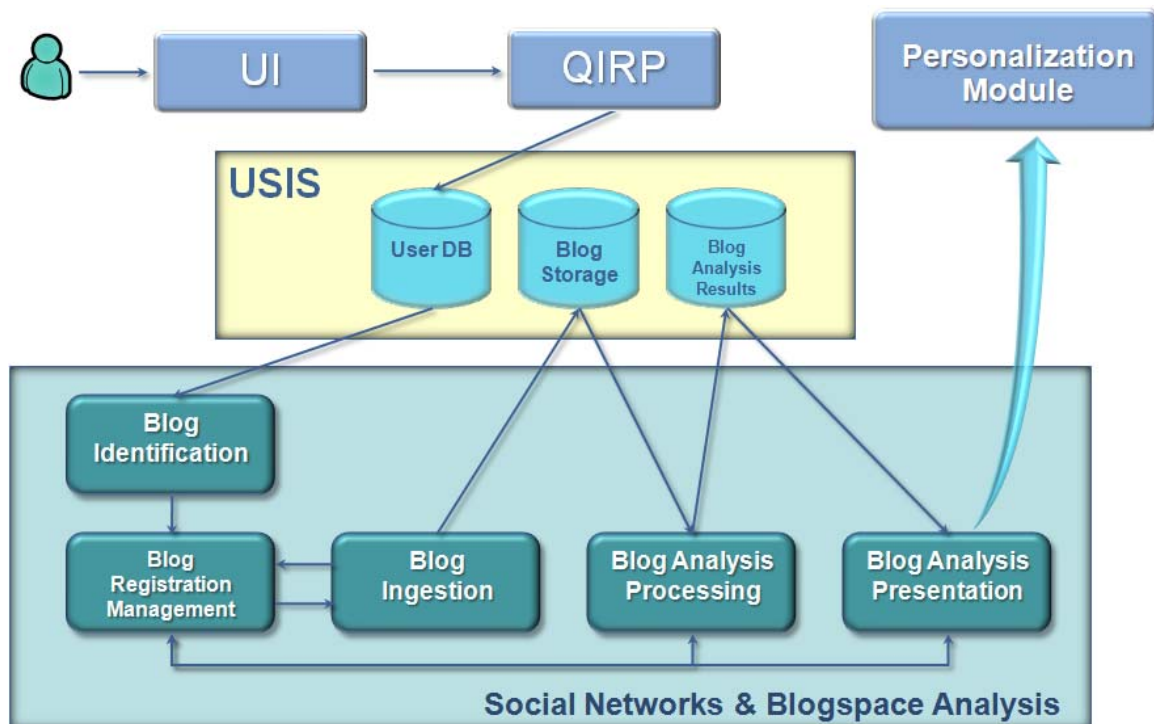 UI
QIRP
Personalization
Module
USIS
User DB
Blog
Storage
Blog
Analysis
Results
Blog
Identification
Blog
Registration
Management
Blog
Ingestion
Blog Analysis
Processing
Blog Analysis
Presentation
Social Networks & Blogspace Analysis